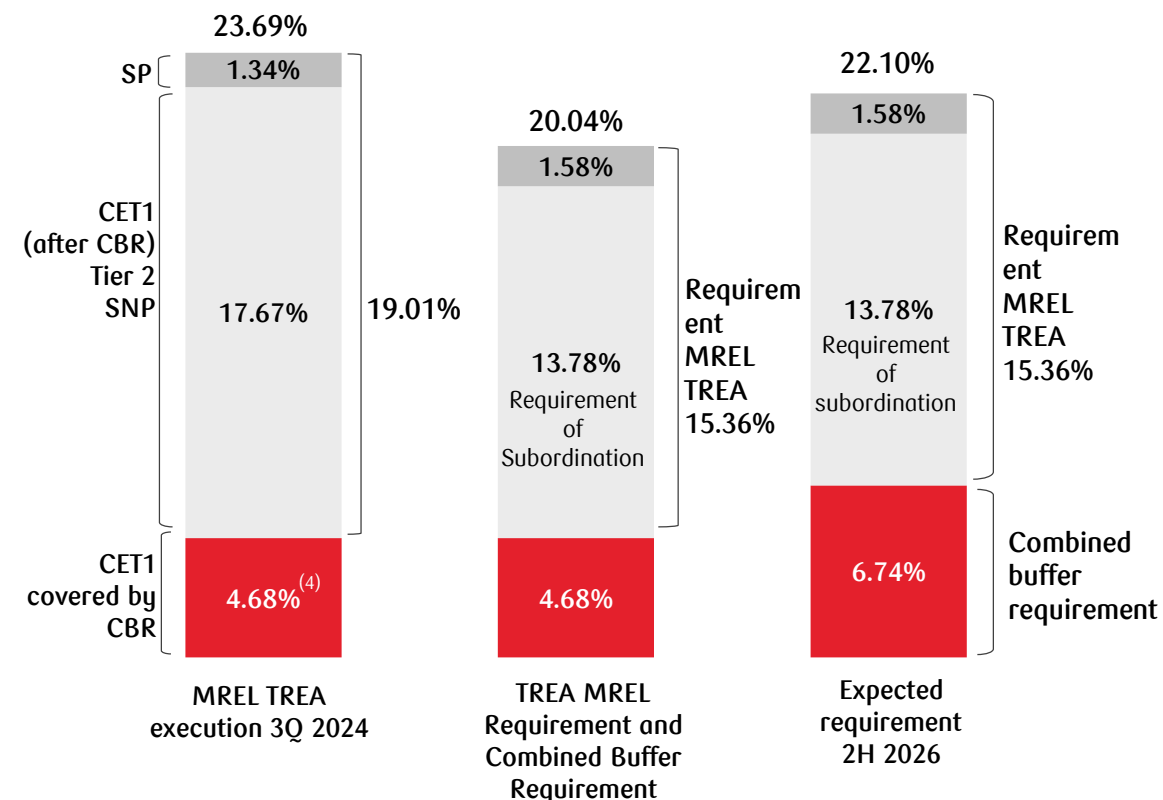 23.69%
SP
1.34%
CET1
(after CBR)
Tier 2
SNP
17.67%
19.01%
CET1
covered by
CBR
4.68%(4)
MREL TREA
execution 3Q 2024
20.04%
1.58%
13.78%
Requirement
of
Subordination
Requirem
ent
MREL
TREA
15.36%
4.68%
TREA MREL
Requirement and
Combined Buffer
Requirement
22.10%
1.58%
13.78%
Requirement
of
subordination
Requirem
ent
MREL
TREA
15.36%
6.74%
Combined
buffer
requirement
Expected
requirement
2H 2026